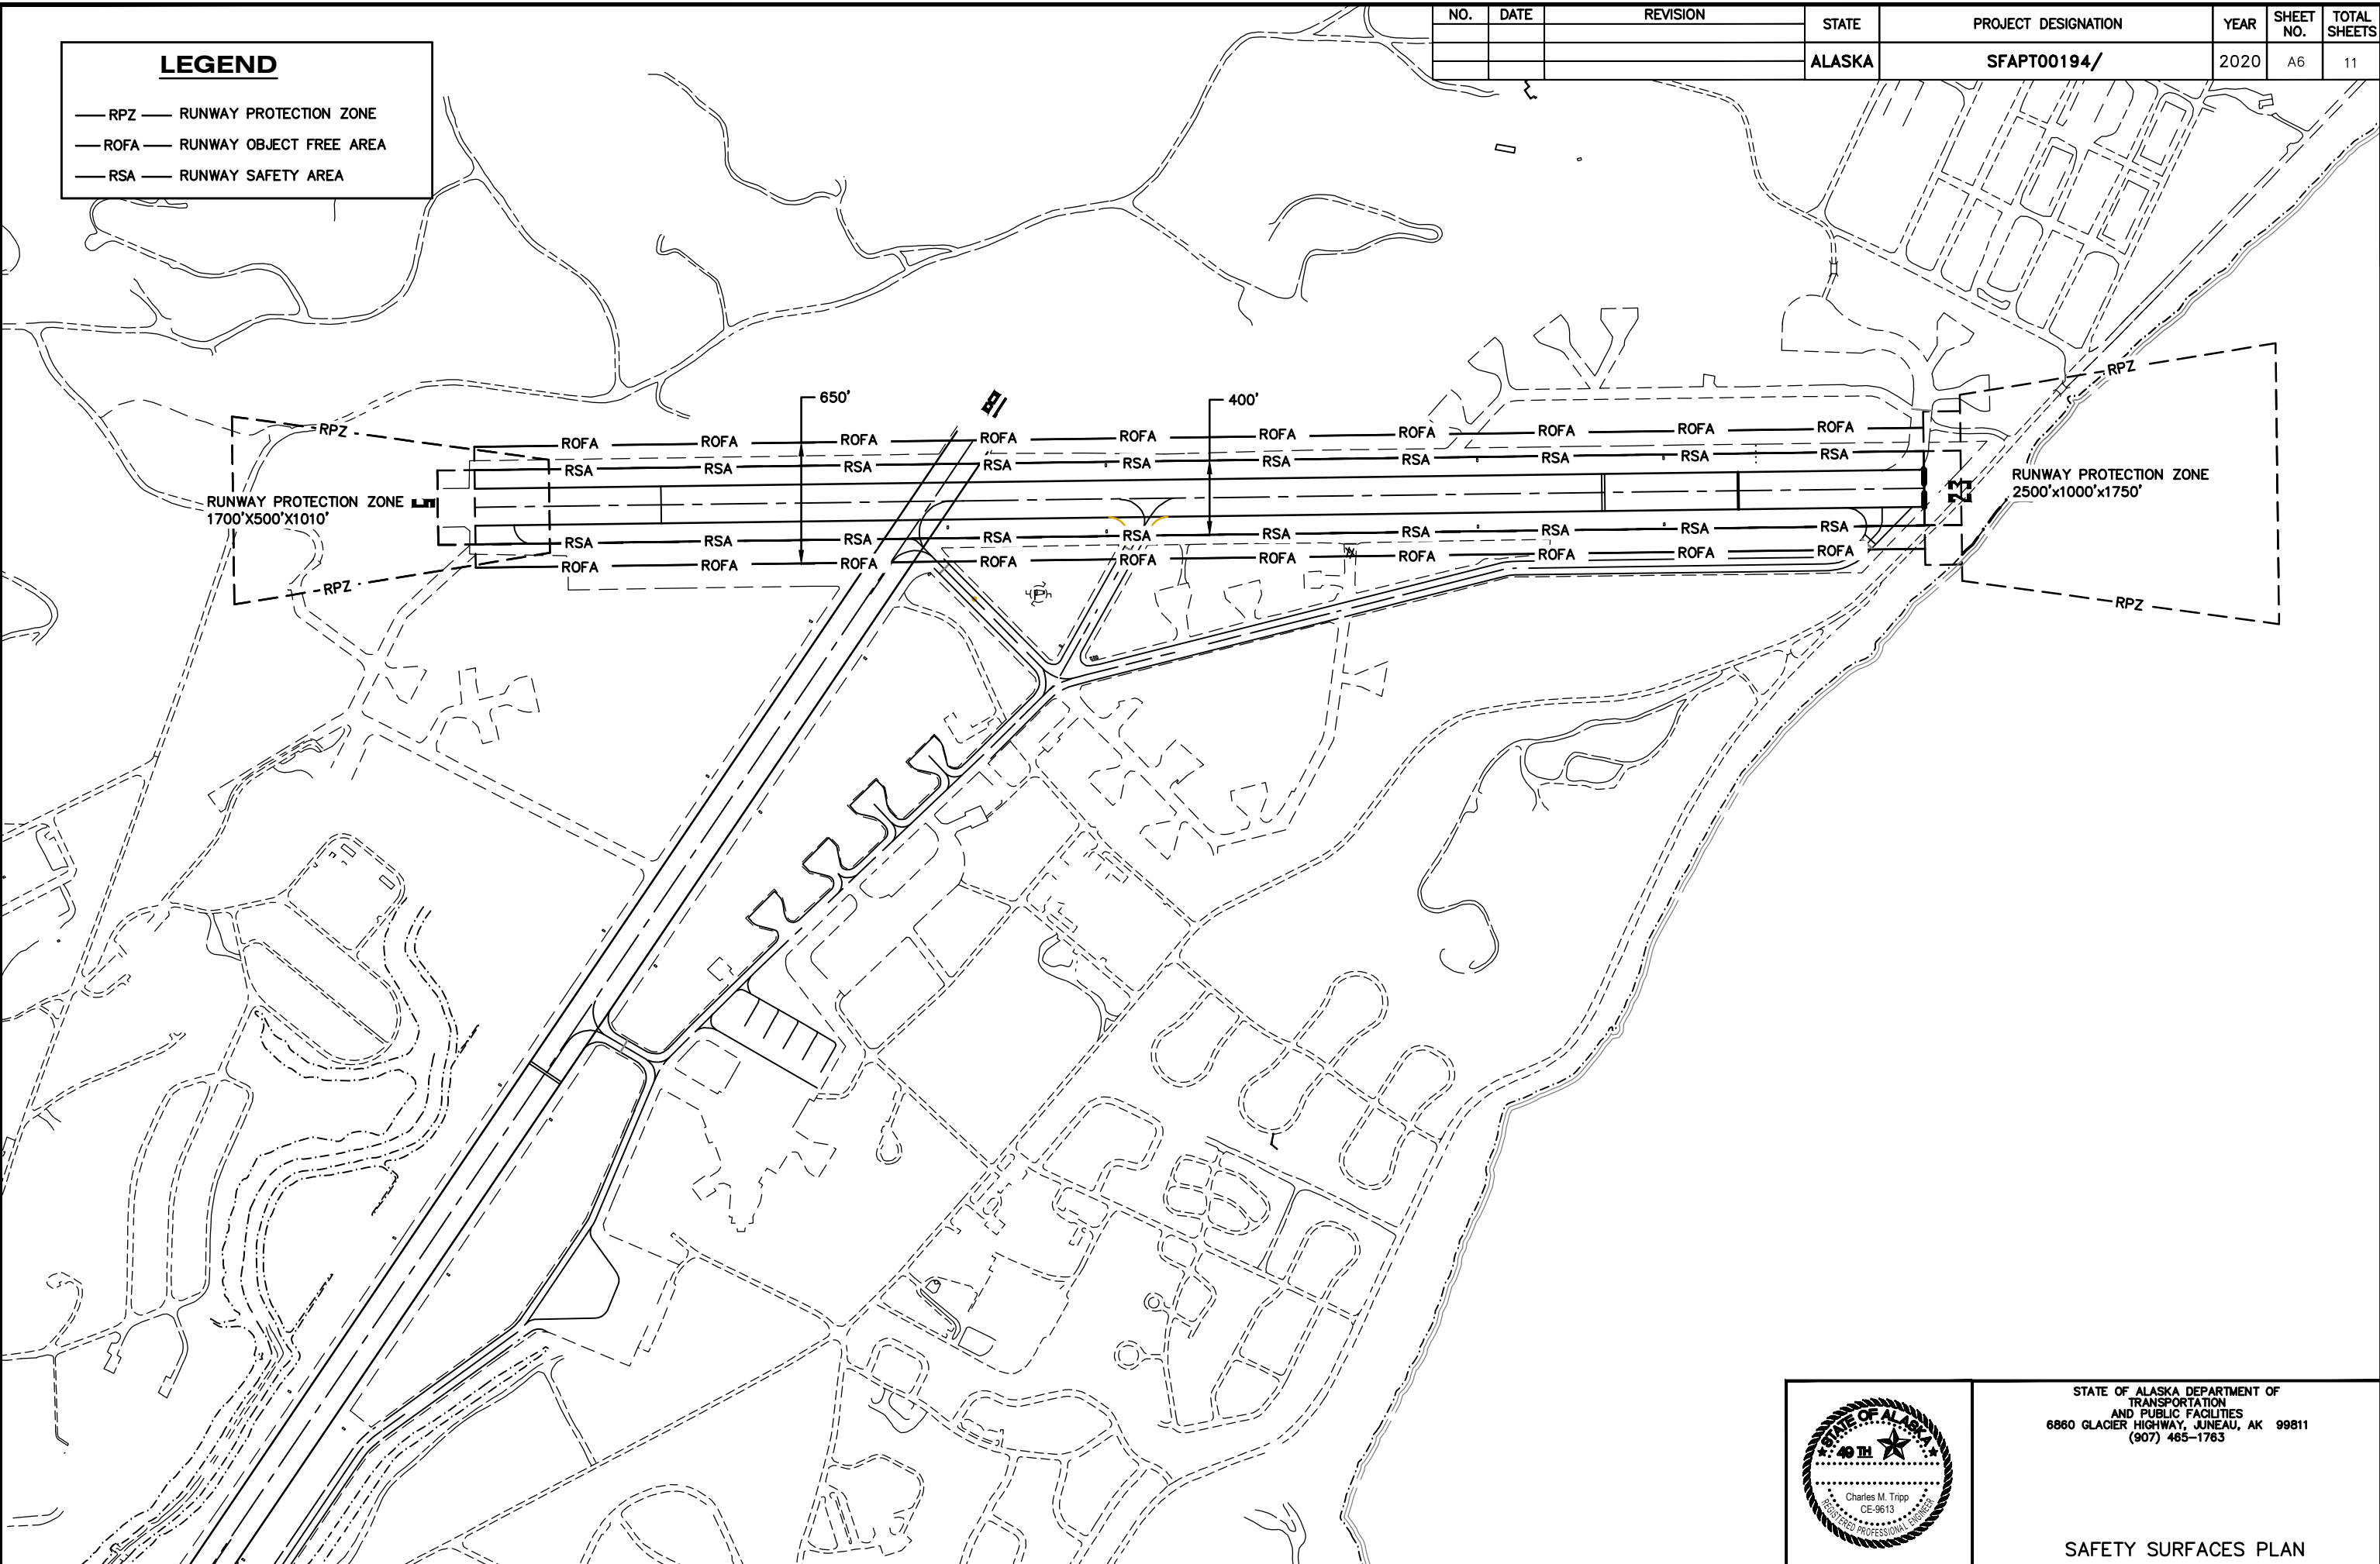 NO. DATE REVISION STATE PROJECT DESIGNATION YEAR SHEET NO. TOTAL SHEETS
ALASKA SFAPT00194/ 2020 A6 11
LEGEND
RPZ RUNWAY PROTECTION ZONE
ROFA RUNWAY OBJECT FREE AREA
RSA RUNWAY SAFETY AREA
RPZ
650'
18
400'
RPZ
ROFA ROFA ROFA ROFA ROFA ROFA ROFA ROFA ROFA ROFA
RSA RSA RSA RSA RSA RSA RSA RSA RSA RSA
RUNWAY PROTECTION ZONE
1700'X500'X1010'
5
23
RUNWAY PROTECTION ZONE
2500'x1000'x1750'
RSA RSA RSA RSA RSA RSA RSA RSA RSA RSA
ROFA ROFA ROFA ROFA ROFA ROFA ROFA ROFA ROFA ROFA
RPZ
RPZ
STATE OF ALASKA
49 TH
Charles M. Tripp
CE-9613
REGISTERED PROFESSIONAL ENGINEER
STATE OF ALASKA DEPARTMENT OF
TRANSPORTATION
AND PUBLIC FACILITIES
6860 GLACIER HIGHWAY, JUNEAU, AK 99811
(907) 465-1763
SAFETY SURFACES PLAN